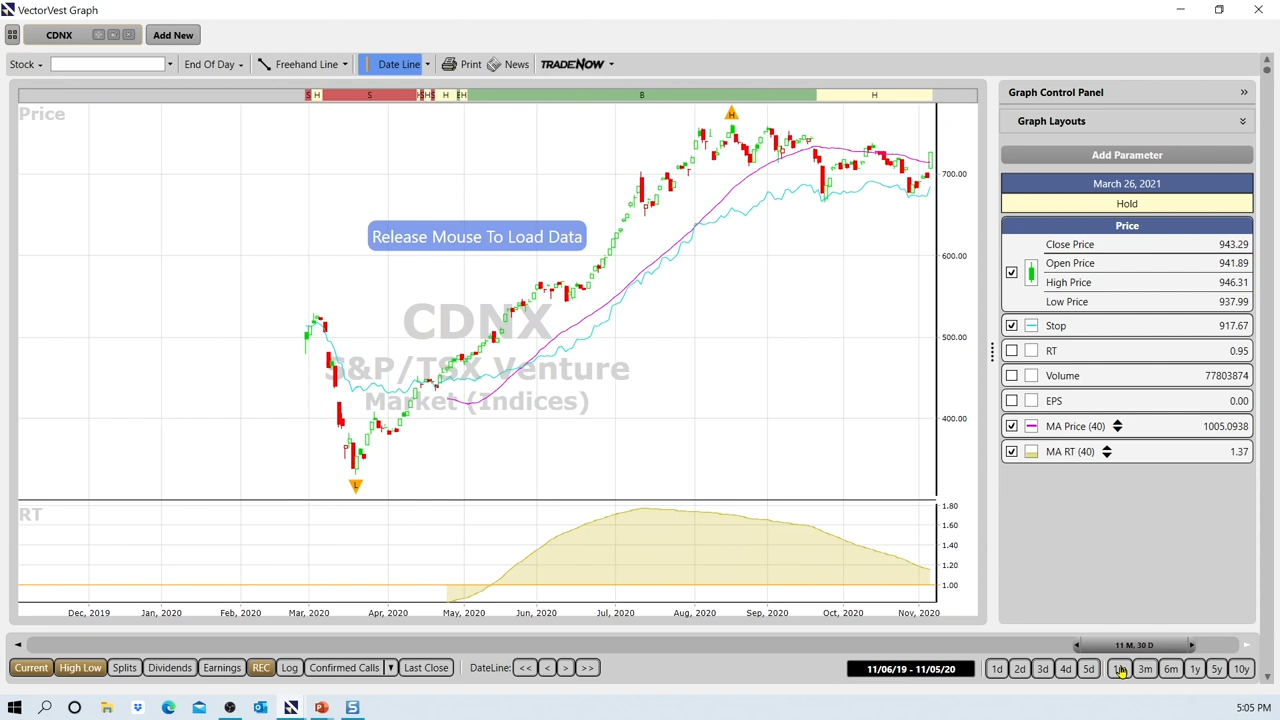 VectorVest Graph
CDNX
Add New
Stock
End Of Day
Freehand Line
Date Line
Print
News
TRADENOW
S H S H S H S H E H B H
Price
H
Release Mouse To Load Data
CDNX
S&P/TSX Venture
Market (Indices)
L
700.00
600.00
500.00
400.00
RT
1.80
1.60
1.40
1.20
1.00
Dec, 2019 Jan, 2020 Feb, 2020 Mar, 2020 Apr, 2020 May, 2020 Jun, 2020 Jul, 2020 Aug, 2020 Sep, 2020 Oct, 2020 Nov, 2020
Graph Control Panel
Graph Layouts
Add Parameter
March 26, 2021
Hold
Price
Close Price 943.29
Open Price 941.89
High Price 946.31
Low Price 937.99
Stop 917.67
RT 0.95
Volume 77803874
EPS 0.00
MA Price (40) 1005.0938
MA RT (40) 1.37
11 M, 30 D
Current High Low Splits Dividends Earnings REC Log Confirmed Calls Last Close DateLine: << < > >> 11/06/19 - 11/05/20 1d 2d 3d 4d 5d 1m 3m 6m 1y 5y 10y
5:05 PM